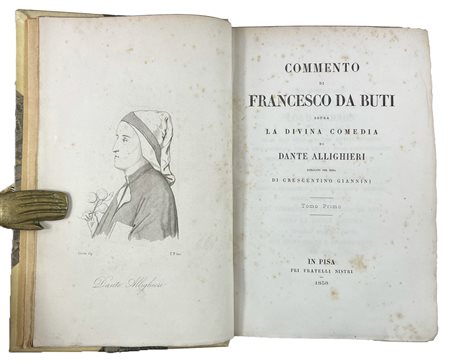 Dante Allighieri
COMMENTO
DI
FRANCESCO DA BUTI
SOPRA
LA DIVINA COMEDIA
DI
DANTE ALLIGHIERI
PUBBLICATO PER CURA
DI CRESCENTINO GIANNINI
Tomo Primo
IN PISA
PEI FRATELLI NISTRI
1858